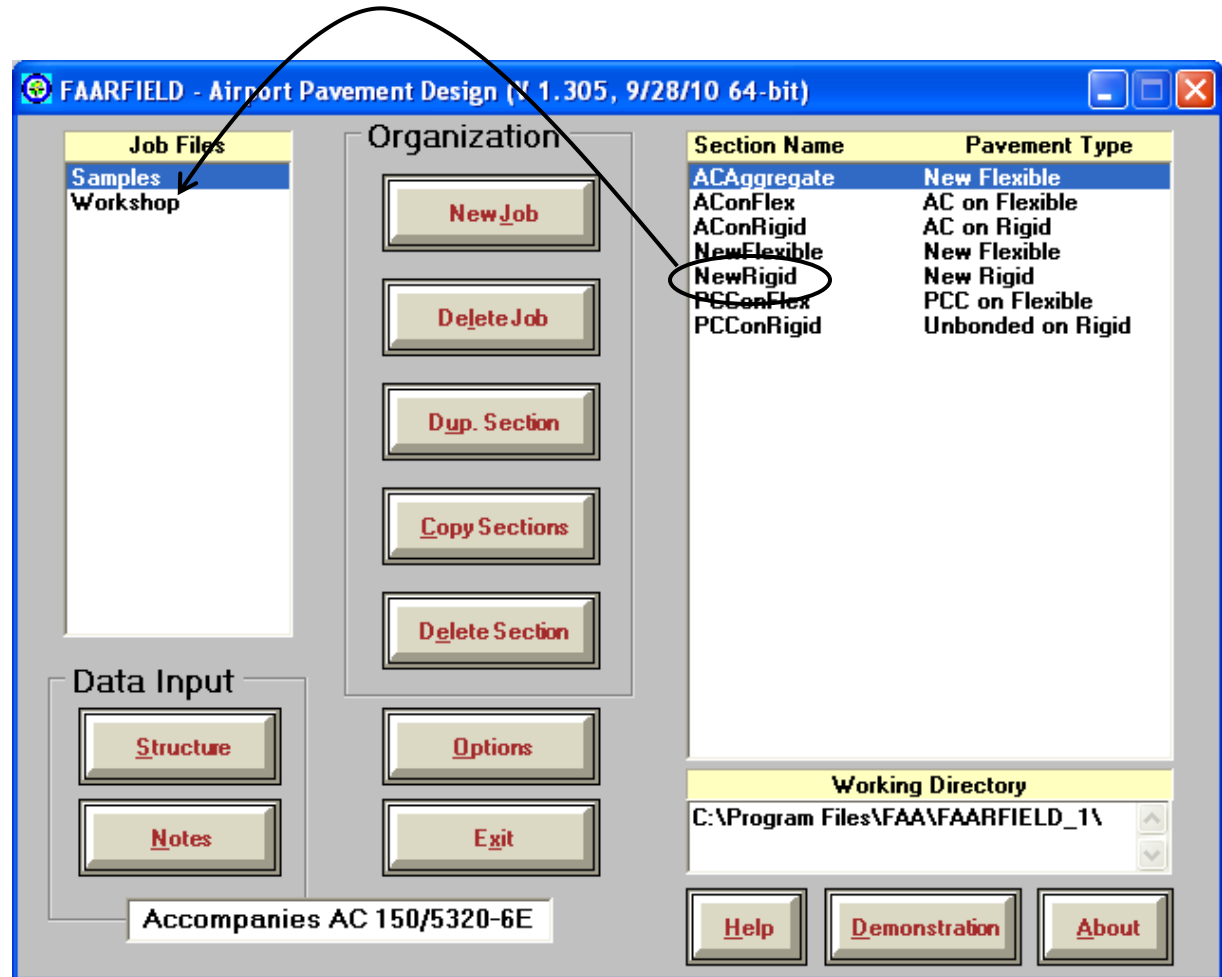 FAARFIELD - Airport Pavement Design (V 1.305, 9/28/10 64-bit)
Job Files
Samples
Workshop
Organization
New Job
Delete Job
Dup. Section
Copy Sections
Delete Section
Data Input
Structure
Notes
Options
Exit
Accompanies AC 150/5320-6E
Section Name Pavement Type
ACAggregate New Flexible
AConFlex AC on Flexible
AConRigid AC on Rigid
NewFlexible New Flexible
NewRigid New Rigid
PCConFlex PCC on Flexible
PCConRigid Unbonded on Rigid
Working Directory
C:\Program Files\FAA\FAARFIELD_1\
Help
Demonstration
About